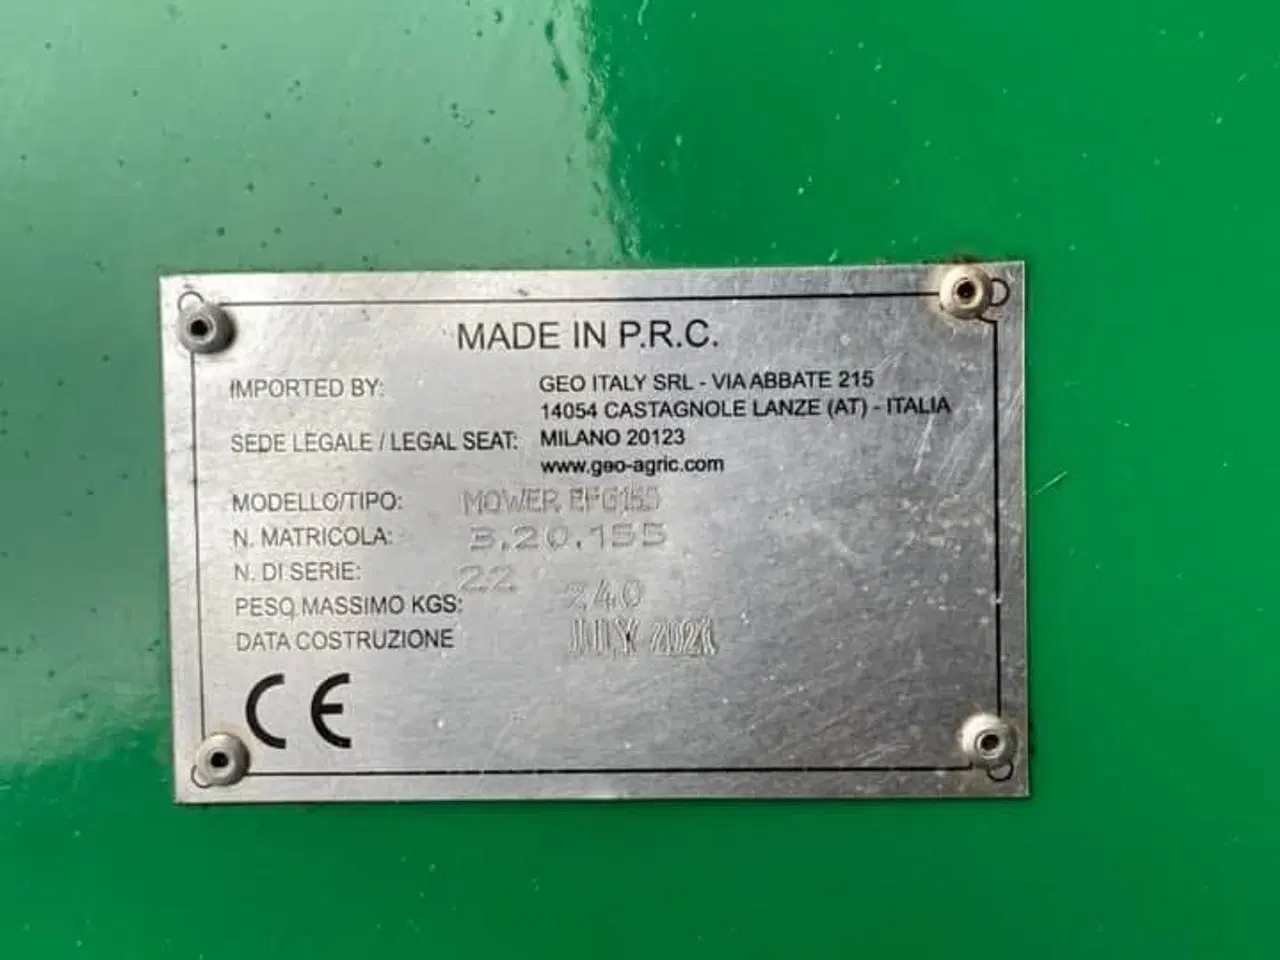 MADE IN P.R.C.
IMPORTED BY: GEO ITALY SRL - VIA ABBATE 215
14054 CASTAGNOLE LANZE (AT) - ITALIA
SEDE LEGALE / LEGAL SEAT: MILANO 20123
www.geo-agric.com
MODELLO/TIPO: MOWER EFG155
N. MATRICOLA: 3.20.155
N. DI SERIE: 22
PESO MASSIMO KGS: 240
DATA COSTRUZIONE JULY 2021
CE